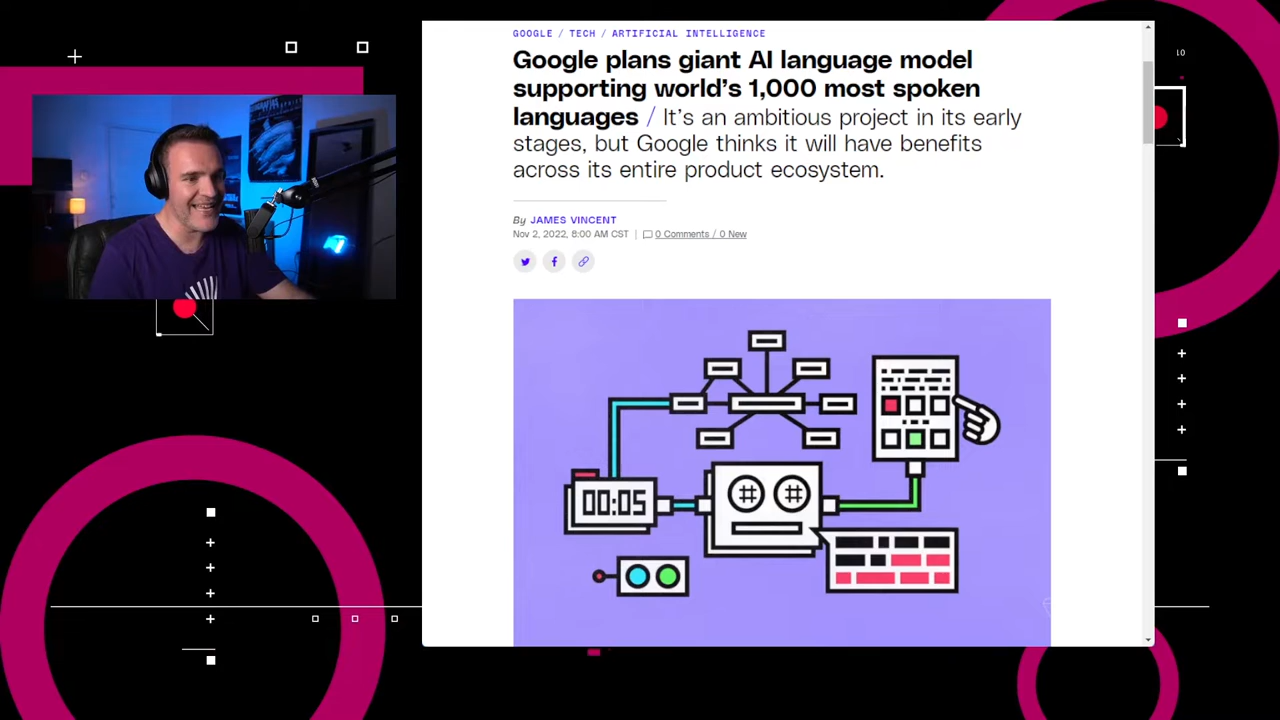 GOOGLE / TECH / ARTIFICIAL INTELLIGENCE
Google plans giant AI language model
supporting world's 1,000 most spoken
languages / It's an ambitious project in its early
stages, but Google thinks it will have benefits
across its entire product ecosystem.
By JAMES VINCENT
Nov 2, 2022, 8:00 AM CST | 0 Comments / 0 New
00:05